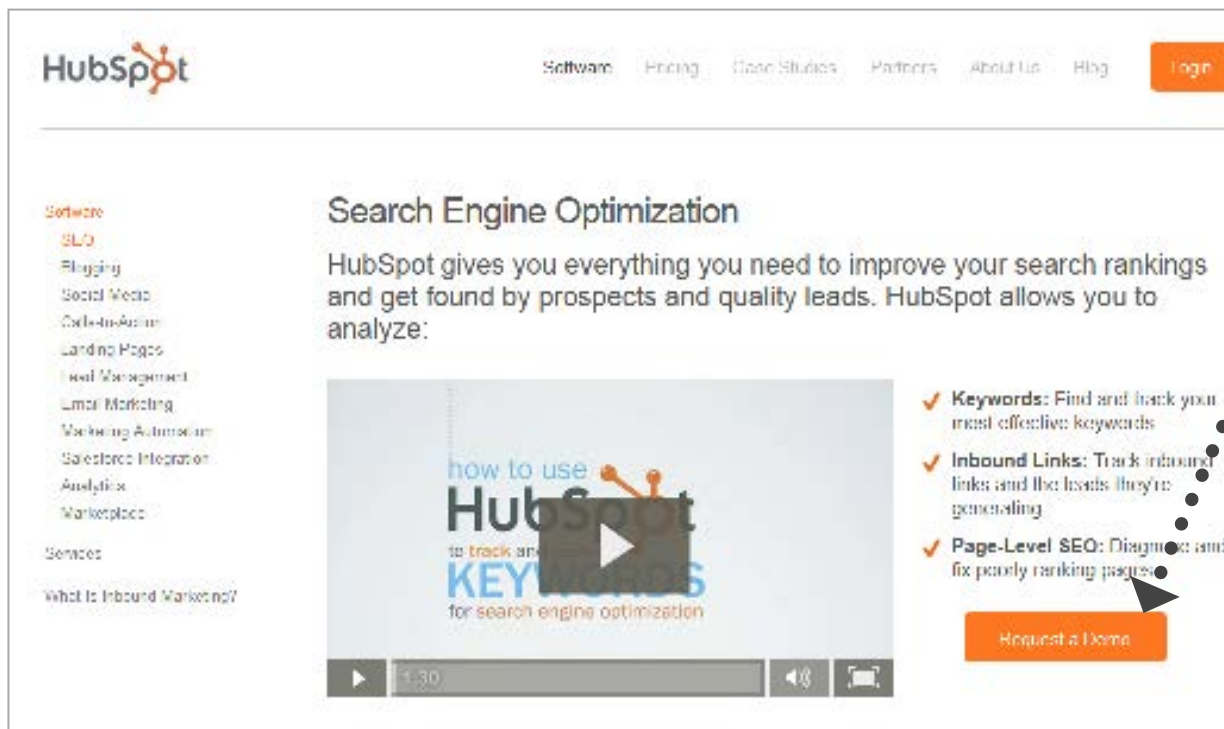 HubSpot
Software Pricing Case Studies Partners About Us Blog Login
Software
SEO
Blogging
Social Media
Calls-to-Action
Landing Pages
Lead Management
Email Marketing
Marketing Automation
Salesforce Integration
Analytics
Marketplace
Services
What Is Inbound Marketing?
Search Engine Optimization
HubSpot gives you everything you need to improve your search rankings
and get found by prospects and quality leads. HubSpot allows you to
analyze:
how to use
HubSpot
to track and
KEYWORDS
for search engine optimization
1:30
Keywords: Find and track your
most effective keywords
Inbound Links: Track inbound
links and the leads they're
generating
Page-Level SEO: Diagnose and
fix poorly ranking pages
Request a Demo